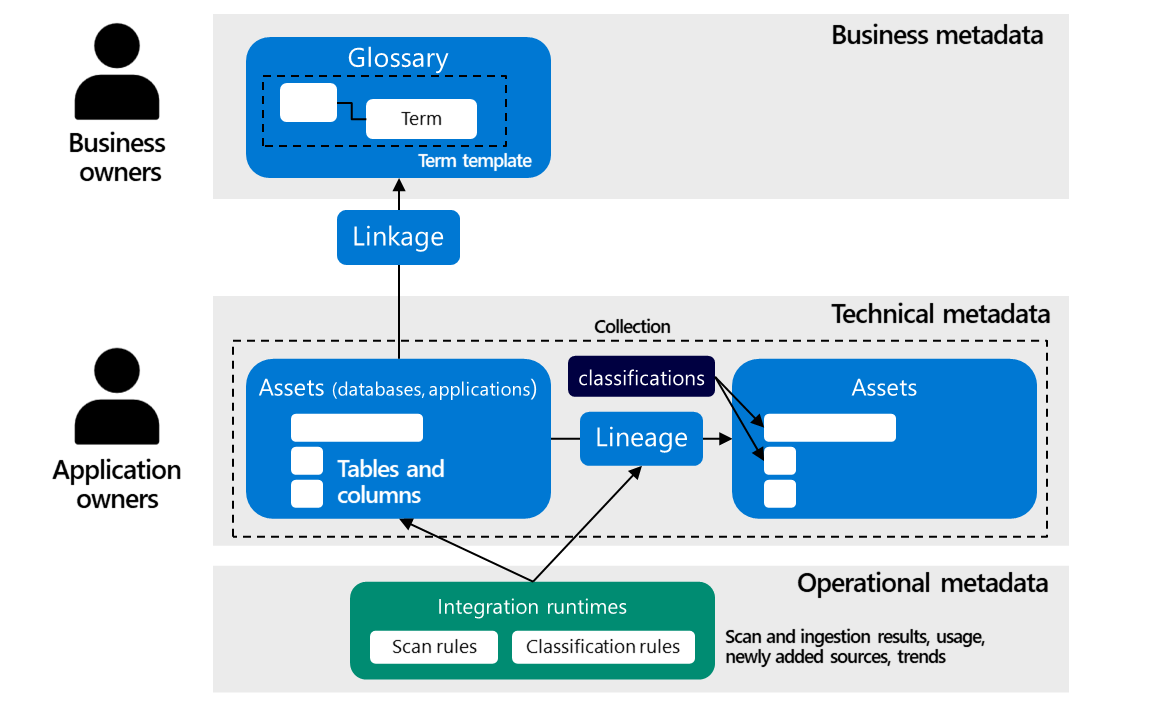 Business metadata
Glossary
Term
Term template
Business
owners
Linkage
Technical metadata
Collection
Assets (databases, applications)
classifications
Assets
Lineage
Tables and
columns
Application
owners
Operational metadata
Integration runtimes
Scan rules
Classification rules
Scan and ingestion results, usage,
newly added sources, trends